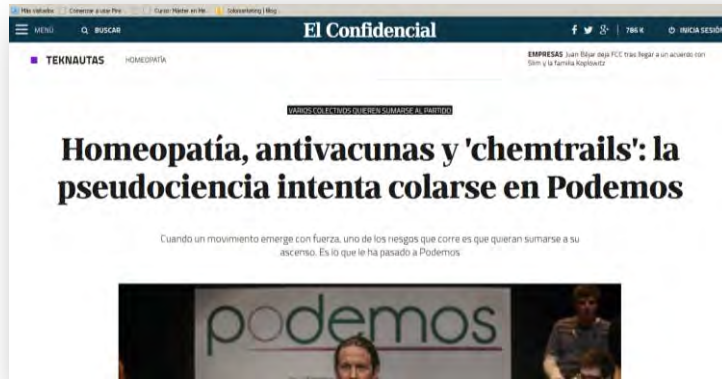 Más visitados Comenzar a usar Fire... Curso: Máster en Ma... Solomarketing | Blog...
MENÚ BUSCAR El Confidencial 786 K INICIA SESIÓN
TEKNAUTAS HOMEOPATÍA
EMPRESAS Juan Béjar deja FCC tras llegar a un acuerdo con
Slim y la familia Koplowitz
VARIOS COLECTIVOS QUIEREN SUMARSE AL PARTIDO
Homeopatía, antivacunas y 'chemtrails': la
pseudociencia intenta colarse en Podemos
Cuando un movimiento emerge con fuerza, uno de los riesgos que corre es que quieran sumarse a su
ascenso. Es lo que le ha pasado a Podemos
podemos